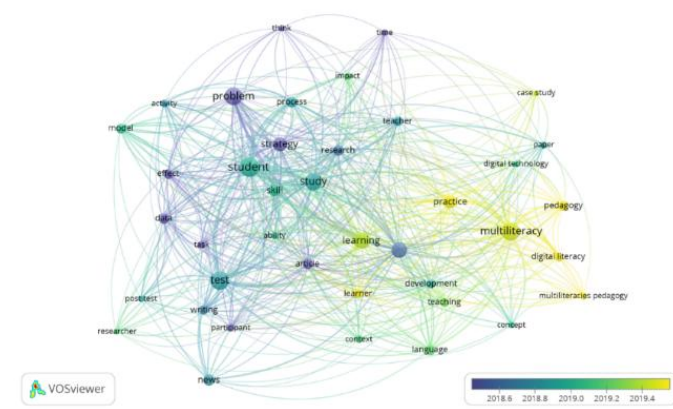 think
time
impact
case study
problem
process
activity
model
teacher
strategy
research
paper
digital technology
student
effect
study
skill
practice
pedagogy
data
multiliteracy
ability
learning
task
digital literacy
article
test
development
learner
multiliteracies pedagogy
post test
teaching
writing
participant
concept
researcher
context
language
news
VOSviewer
2018.6 2018.8 2019.0 2019.2 2019.4